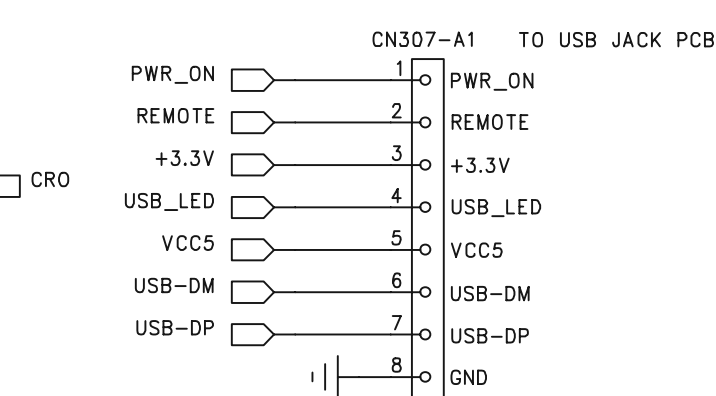 CN307-A1 TO USB JACK PCB
PWR_ON 1 PWR_ON
REMOTE 2 REMOTE
+3.3V 3 +3.3V
CRO
USB_LED 4 USB_LED
VCC5 5 VCC5
USB-DM 6 USB-DM
USB-DP 7 USB-DP
8 GND